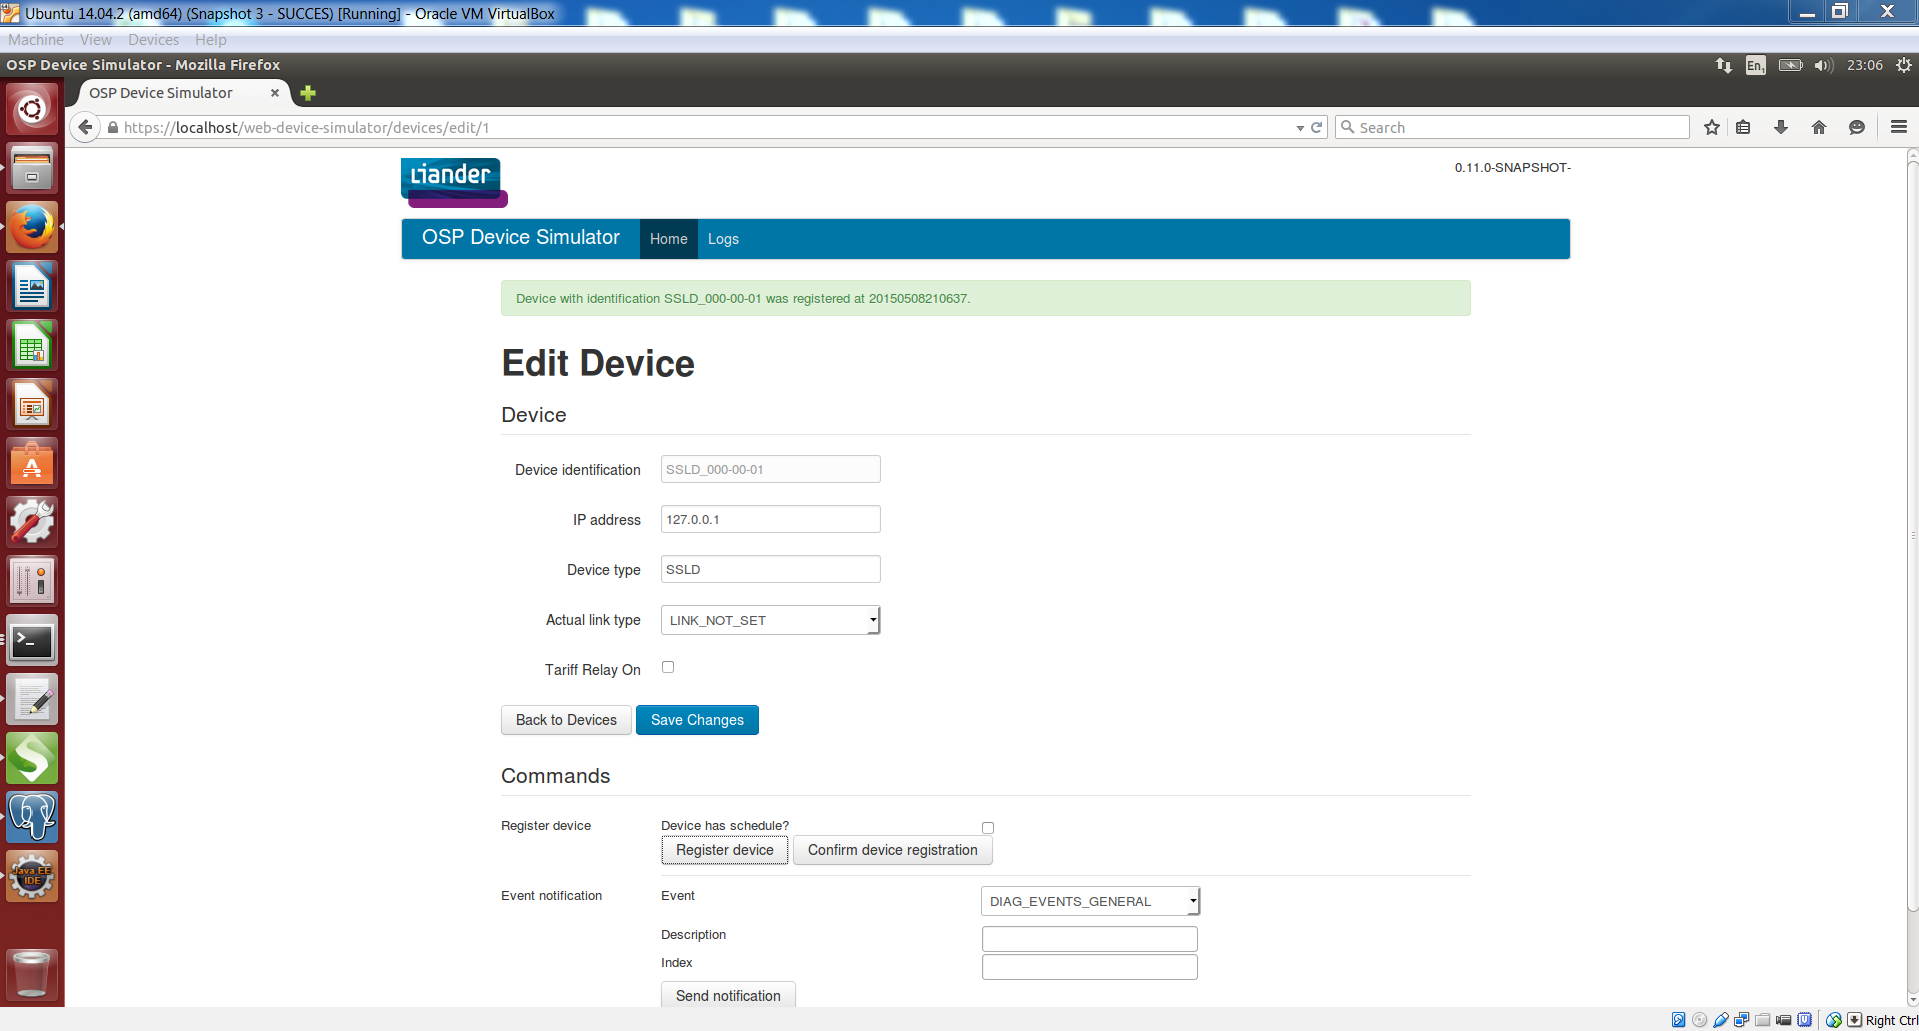 Ubuntu 14.04.2 (amd64) (Snapshot 3 - SUCCES) [Running] - Oracle VM VirtualBox
Machine View Devices Help
OSP Device Simulator - Mozilla Firefox
En1 23:06
OSP Device Simulator
https://localhost/web-device-simulator/devices/edit/1
Search
Liander
0.11.0-SNAPSHOT-
OSP Device Simulator Home Logs
Device with identification SSLD_000-00-01 was registered at 20150508210637.
Edit Device
Device
Device identification SSLD_000-00-01
IP address 127.0.0.1
Device type SSLD
Actual link type LINK_NOT_SET
Tariff Relay On
Back to Devices Save Changes
Commands
Register device Device has schedule?
Register device Confirm device registration
Java EE
IDE
Event notification Event DIAG_EVENTS_GENERAL
Description
Index
Send notification
Right Ctrl